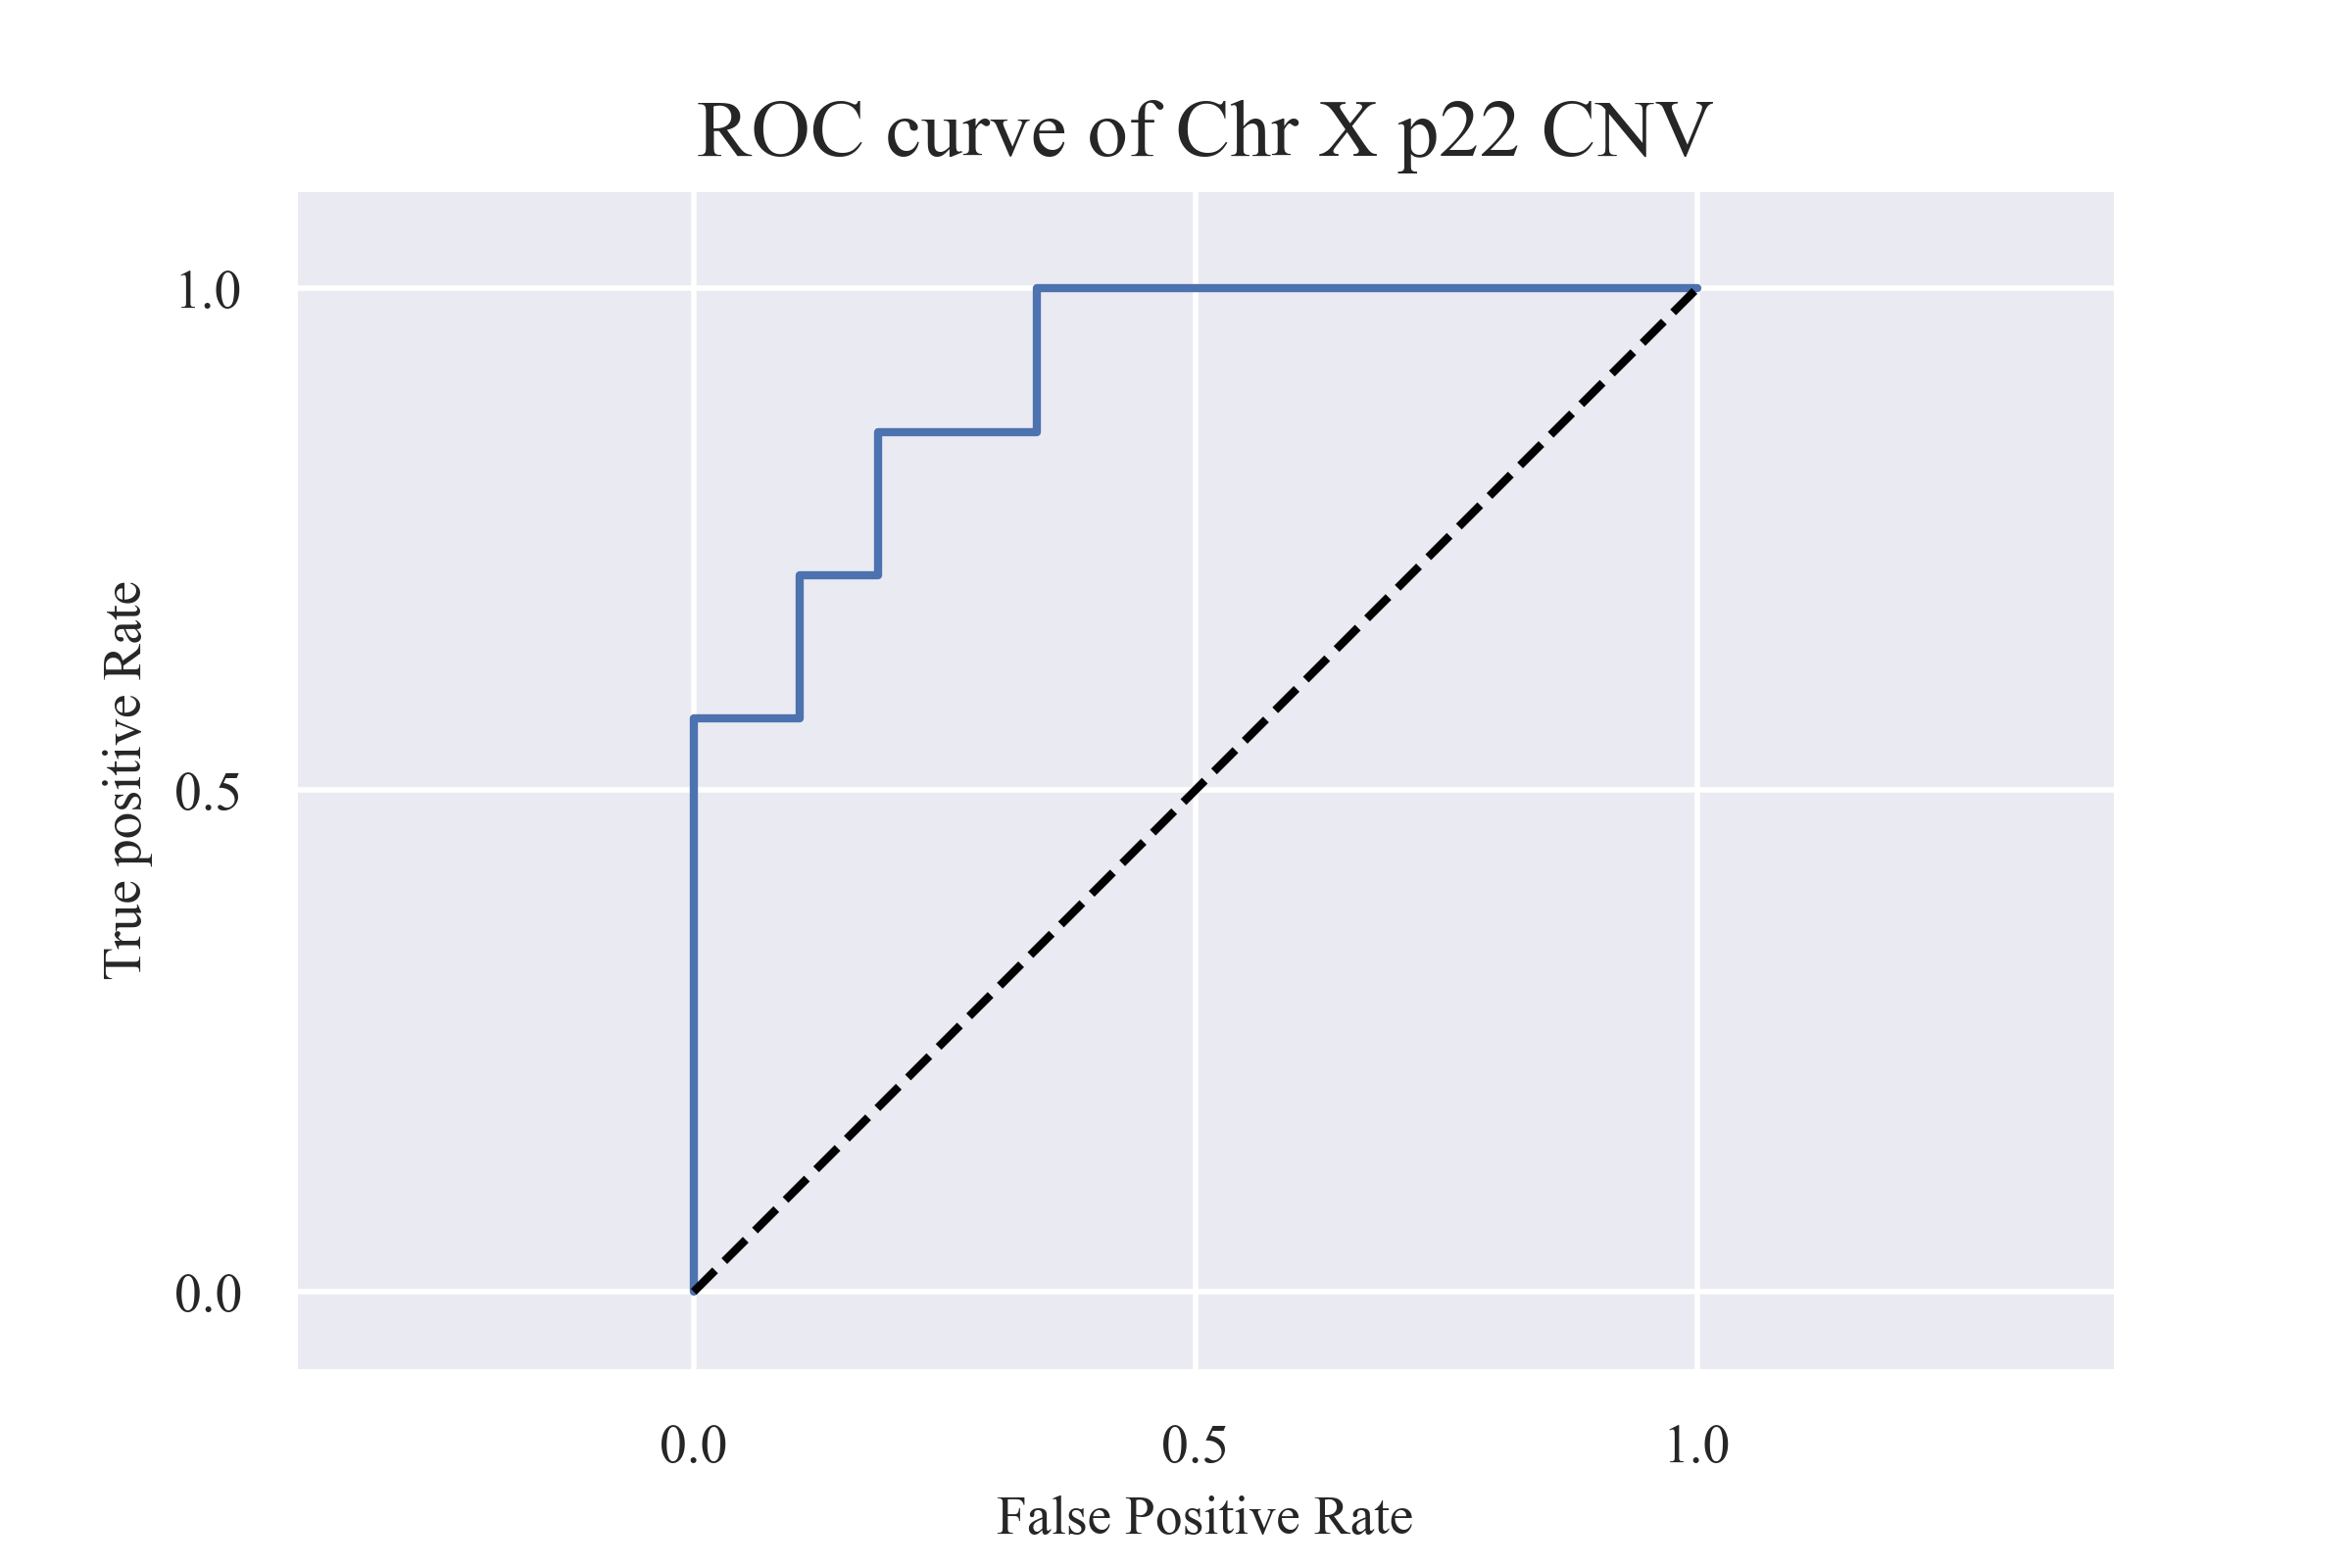 ROC curve of Chr X p22 CNV
True positive Rate
1.0
0.5
0.0
0.0 0.5 1.0
False Positive Rate